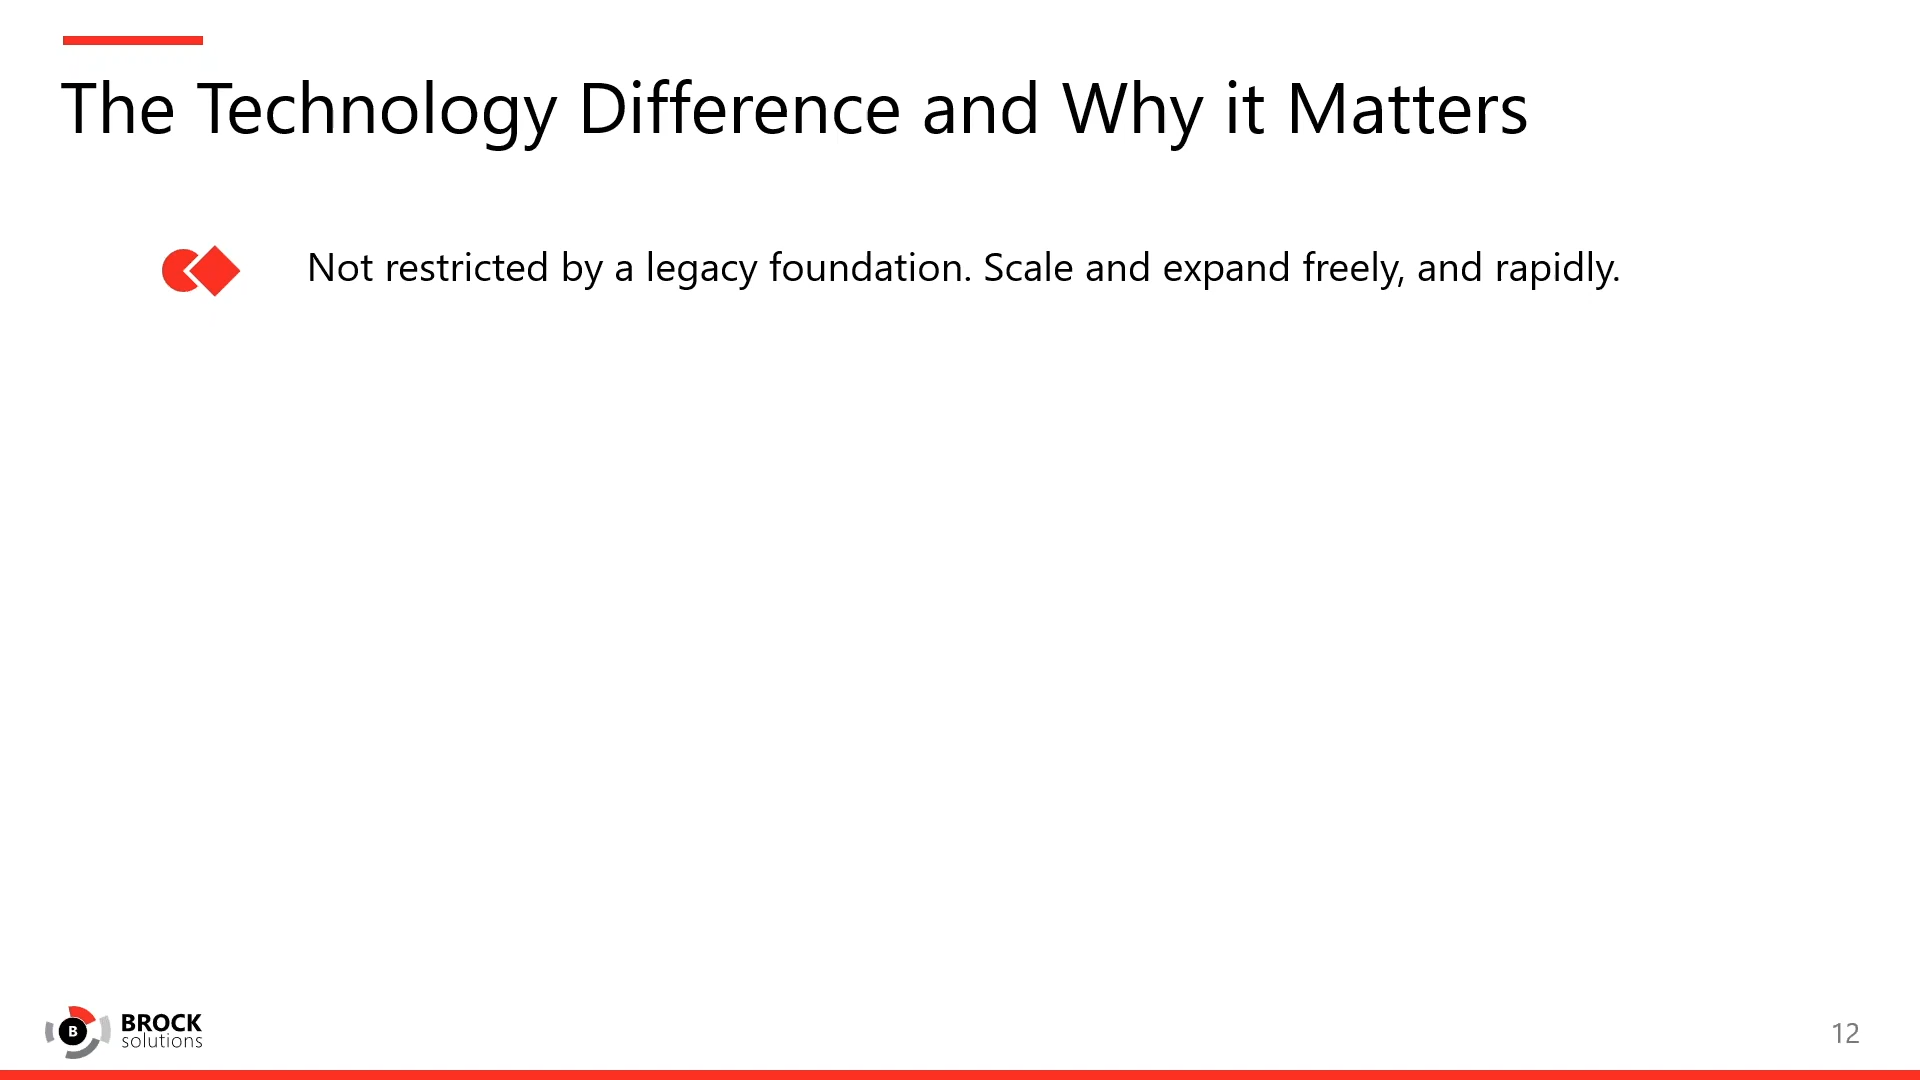 The Technology Difference and Why it Matters
Not restricted by a legacy foundation. Scale and expand freely, and rapidly.
B
BROCK
solutions
12